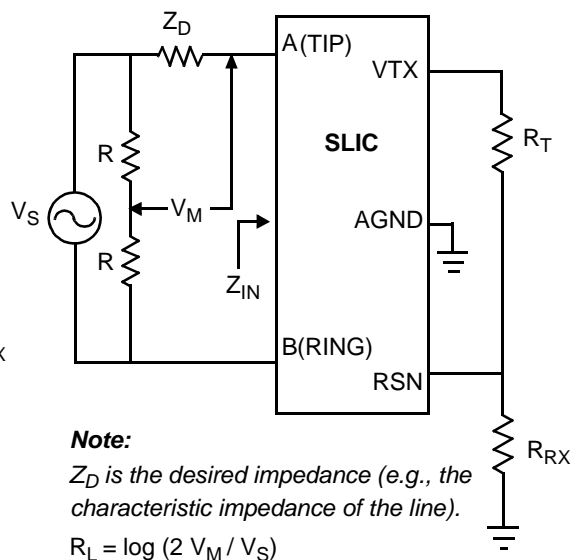 Z_D
A(TIP)
VTX
SLIC
R
R_T
V_S
V_M
AGND
R
Z_IN
B(RING)
RSN
X
R_RX
Note:
Z_D is the desired impedance (e.g., the
characteristic impedance of the line).
R_L = log (2 V_M / V_S)